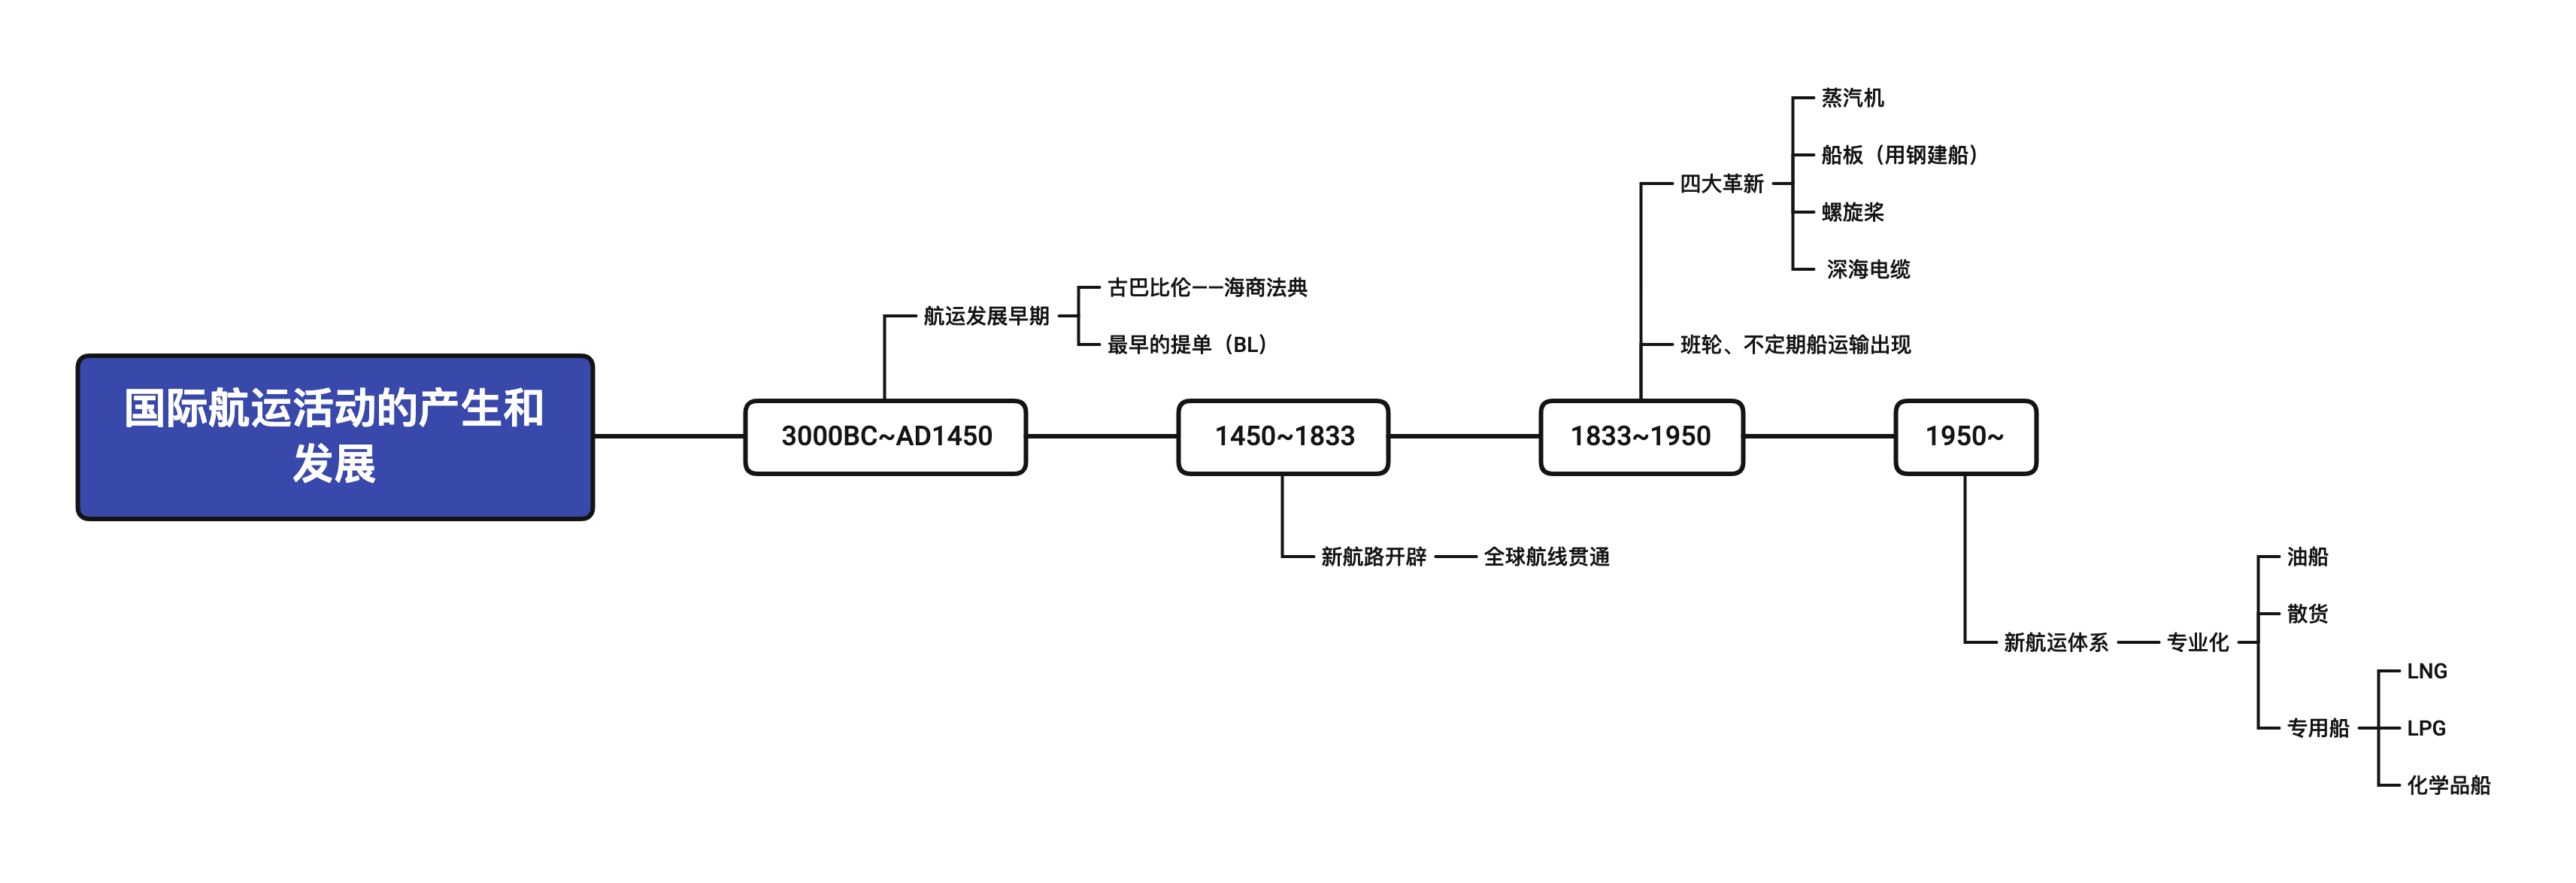 国际航运活动的产生和
发展
3000BC~AD1450
航运发展早期
古巴比伦——海商法典
最早的提单（BL）
1450~1833
新航路开辟
全球航线贯通
1833~1950
四大革新
蒸汽机
船板（用钢建船）
螺旋桨
深海电缆
班轮、不定期船运输出现
1950~
新航运体系
专业化
油船
散货
专用船
LNG
LPG
化学品船